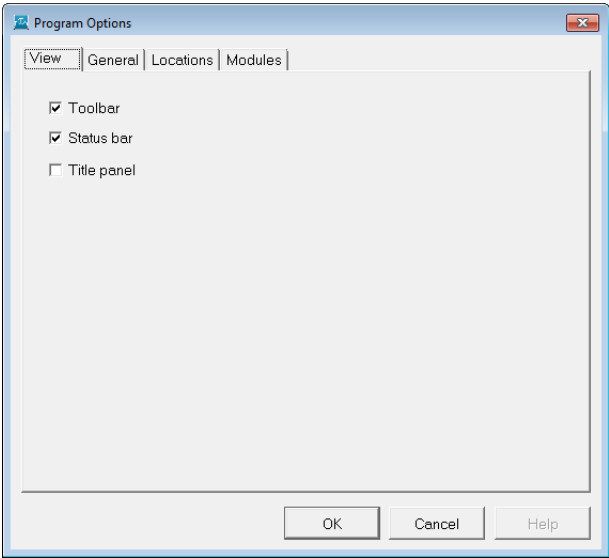 Program Options
View General Locations Modules
Toolbar
Status bar
Title panel
OK Cancel Help